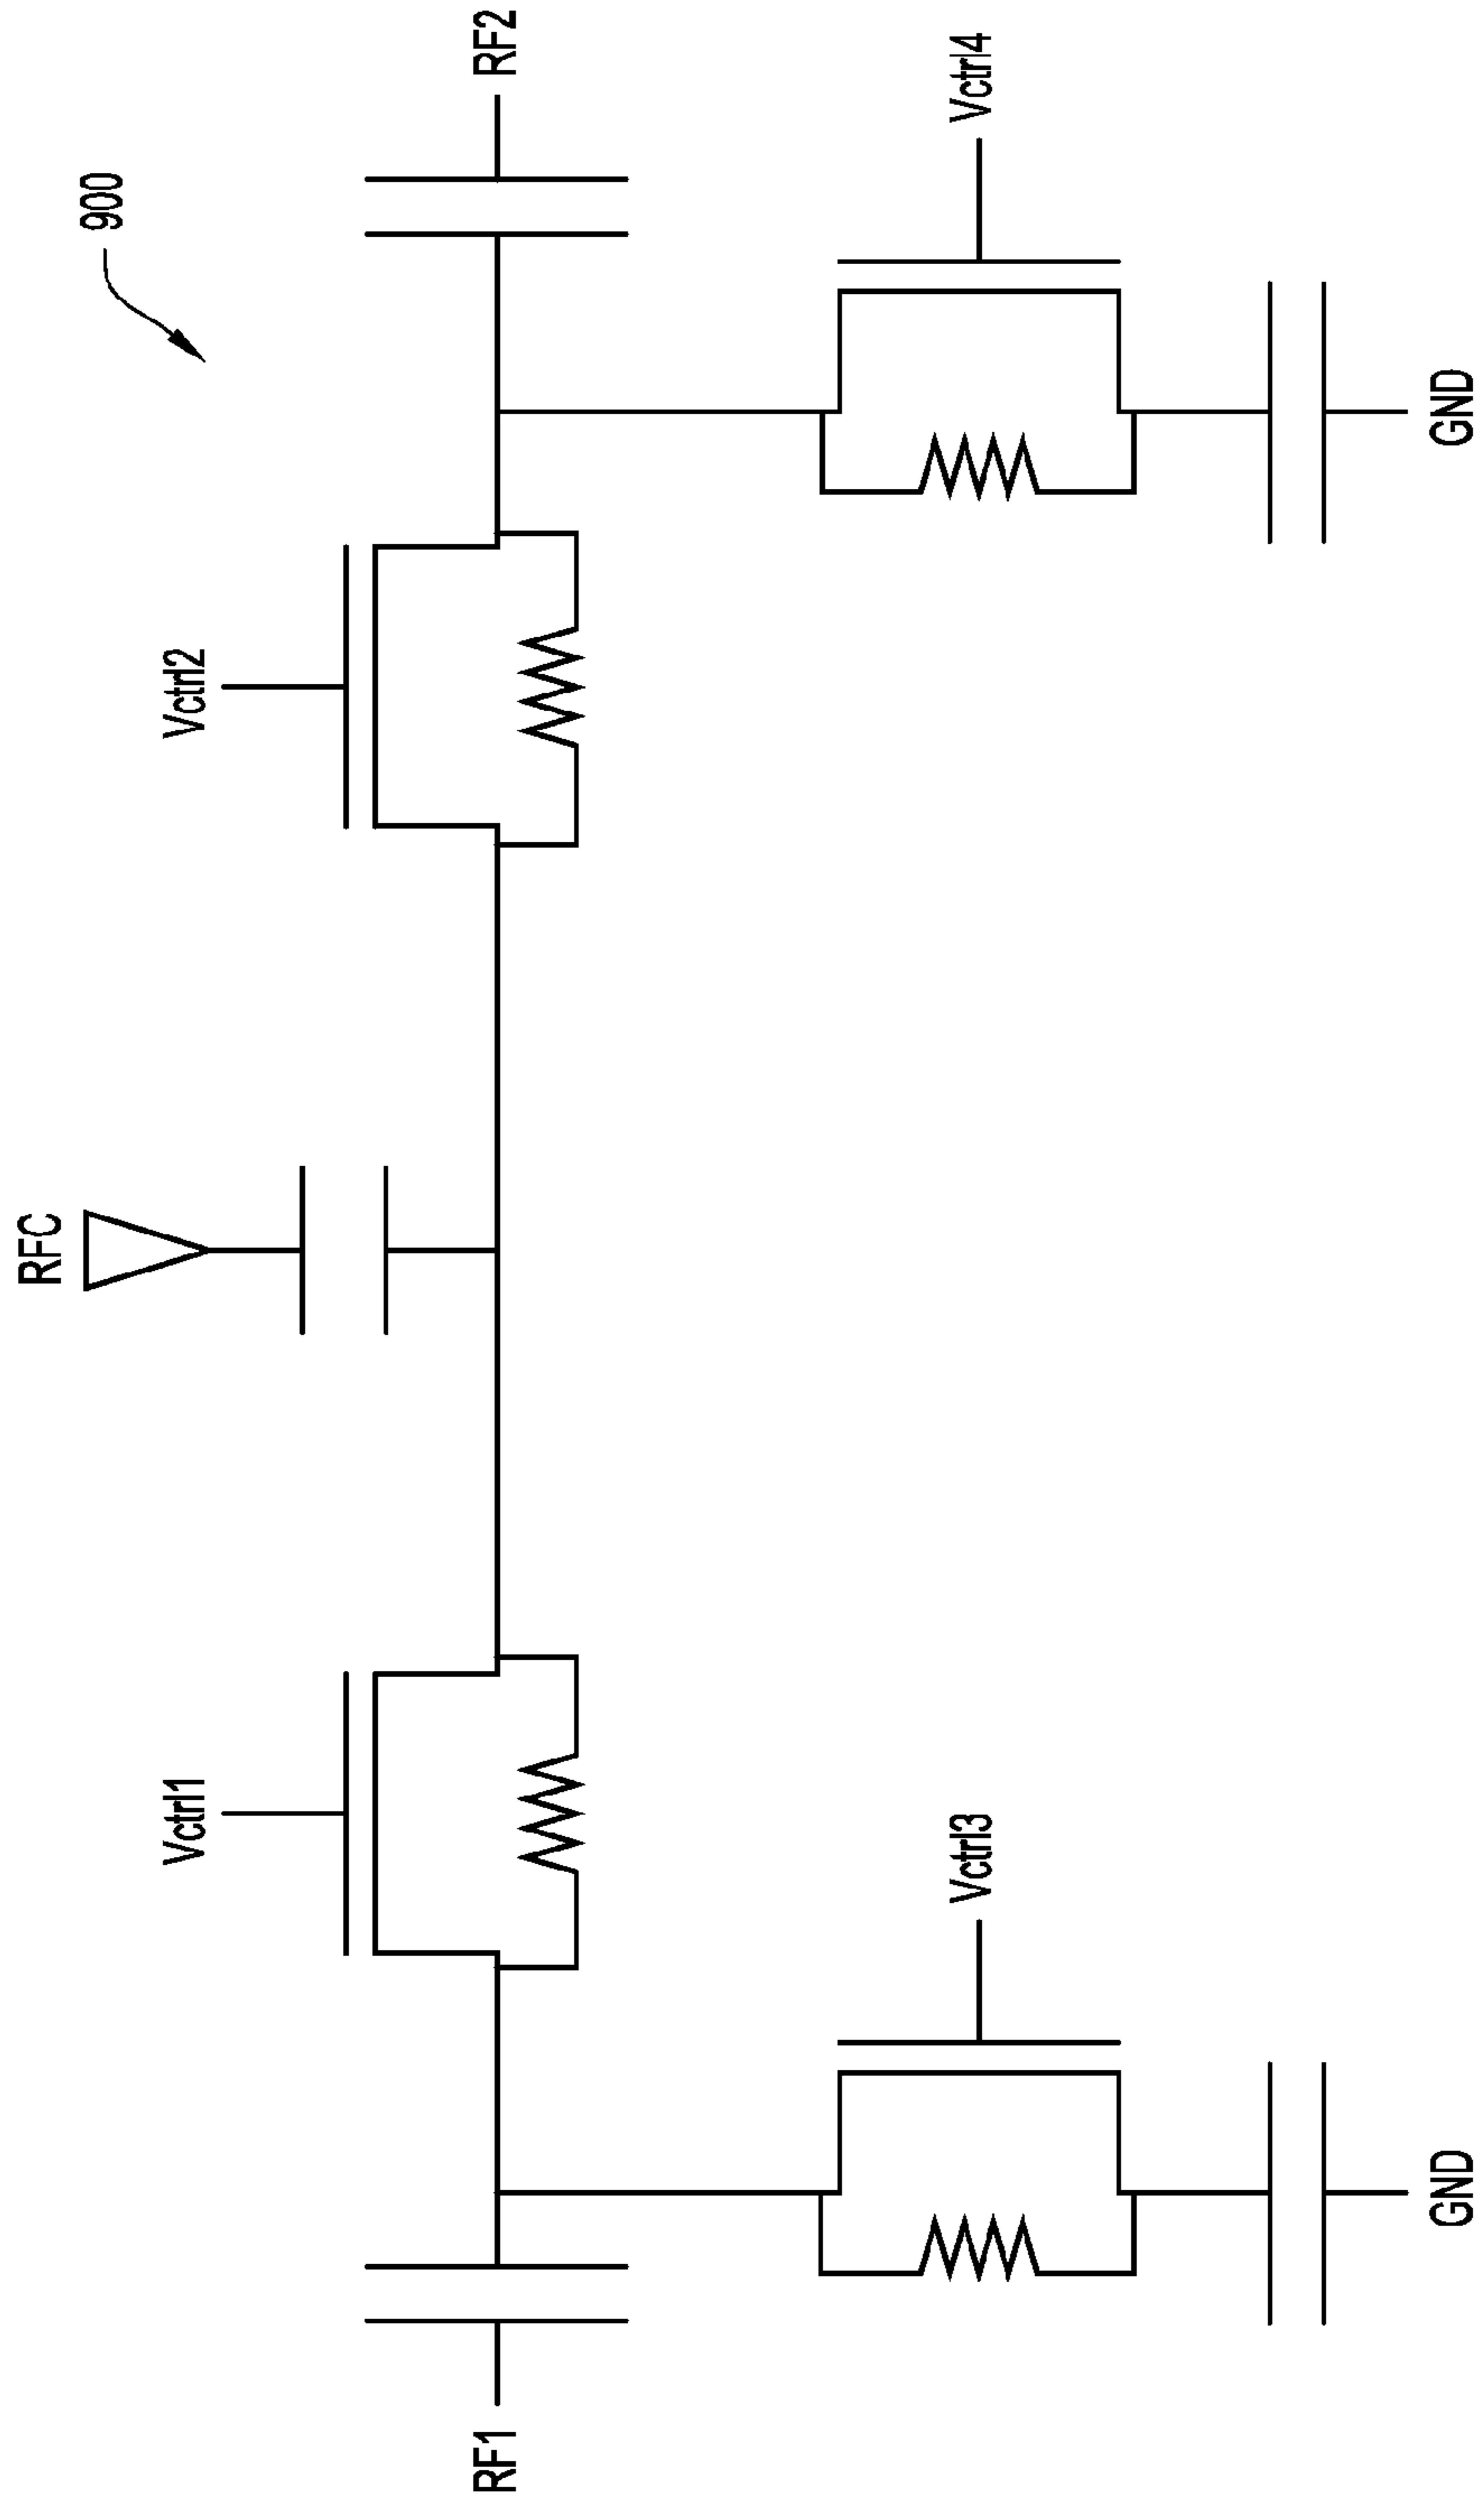 900
RFC
Vctrl1
Vctrl2
RF1
RF2
Vctrl3
Vctrl4
GND
GND